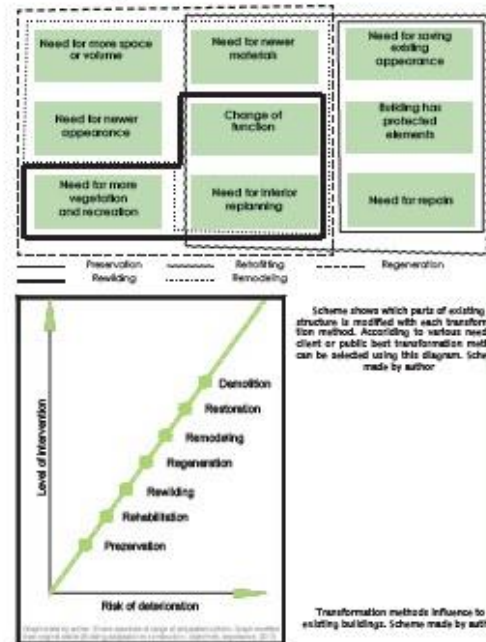 Need for more space
or volume
Need for newer
materials
Need for saving
existing
appearance
Need for newer
appearance
Change of
function
Building has
protected
elements
Need for more
vegetation
and recreation
Need for interior
replanning
Need for repair
Preservation
Retrofitting
Regeneration
Rewilding
Remodeling
Scheme shows which parts of existing
structure is modified with each transforma-
tion method. According to various need
client or public best transformation meth
can be selected using this diagram. Schem
made by author
Level of intervention
Demolition
Restoration
Remodeling
Regeneration
Rewilding
Rehabilitation
Prezervation
Risk of deterioration
Transformation methods influence to
existing buildings. Scheme made by auth